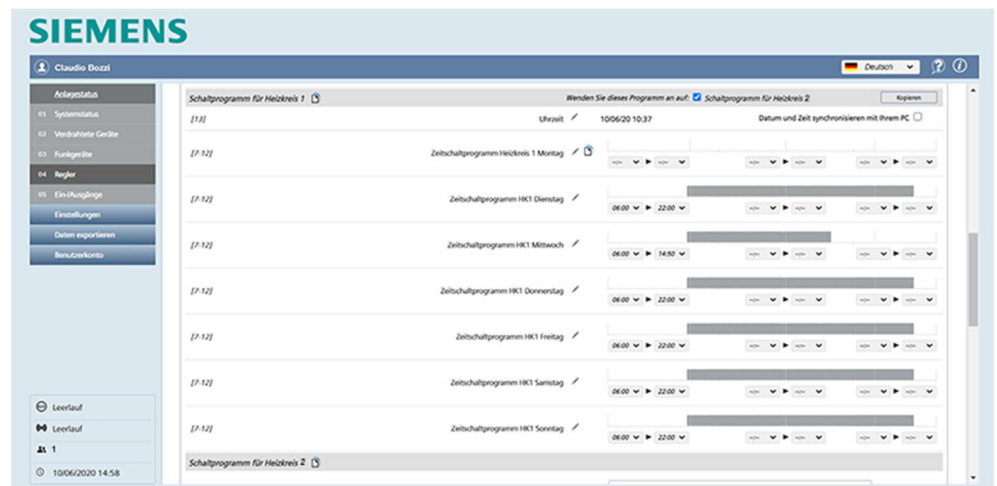 SIEMENS
Claudio Bozzi
Deutsch
Anlagestatus
01 Systemstatus
02 Verdrahtete Geräte
03 Funkgeräte
04 Regler
05 Ein-/Ausgänge
Einstellungen
Daten exportieren
Benutzerkonto
Schaltprogramm für Heizkreis 1 Wenden Sie dieses Programm an auf: Schaltprogramm für Heizkreis 2 Kopieren
[13] Uhrzeit 10/06/20 10:37 Datum und Zeit synchronisieren mit Ihrem PC
[7-12] Zeitschaltprogramm Heizkreis 1 Montag
--:-- --:-- --:-- --:-- --:-- --:--
[7-12] Zeitschaltprogramm HK1 Dienstag
06:00 22:00 --:-- --:-- --:-- --:--
[7-12] Zeitschaltprogramm HK1 Mittwoch
06:00 14:50 --:-- --:-- --:-- --:--
[7-12] Zeitschaltprogramm HK1 Donnerstag
06:00 22:00 --:-- --:-- --:-- --:--
[7-12] Zeitschaltprogramm HK1 Freitag
06:00 22:00 --:-- --:-- --:-- --:--
[7-12] Zeitschaltprogramm HK1 Samstag
06:00 22:00 --:-- --:-- --:-- --:--
[7-12] Zeitschaltprogramm HK1 Sonntag
06:00 22:00 --:-- --:-- --:-- --:--
Schaltprogramm für Heizkreis 2
Leerlauf
Leerlauf
1
10/06/2020 14:58